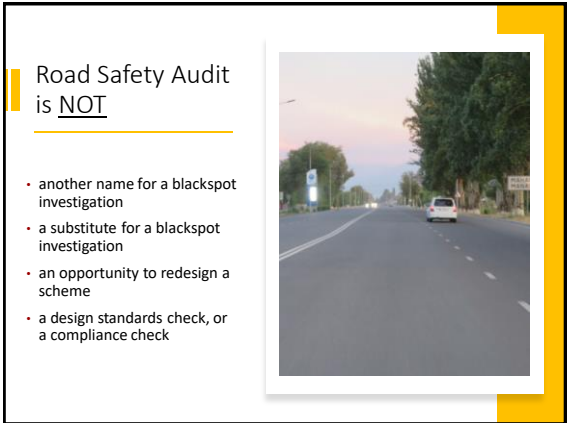 Road Safety Audit
is NOT
• another name for a blackspot
investigation
• a substitute for a blackspot
investigation
• an opportunity to redesign a
scheme
• a design standards check, or
a compliance check